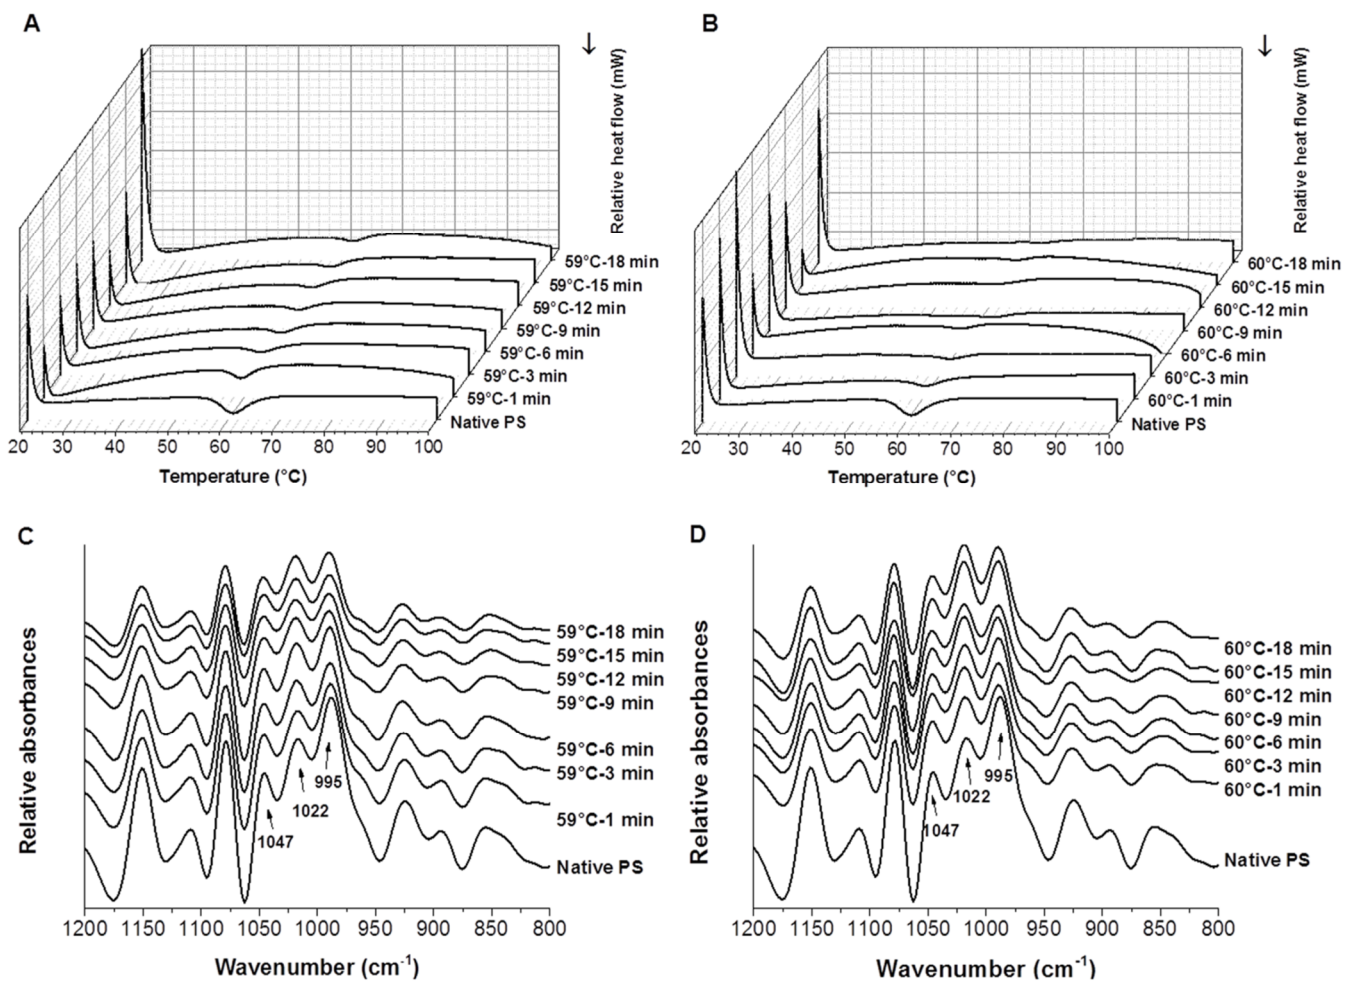 A
↓
Relative heat flow (mW)
59°C-18 min
59°C-15 min
59°C-12 min
59°C-9 min
59°C-6 min
59°C-3 min
59°C-1 min
Native PS
20 30 40 50 60 70 80 90 100
Temperature (°C)
B
↓
Relative heat flow (mW)
60°C-18 min
60°C-15 min
60°C-12 min
60°C-9 min
60°C-6 min
60°C-3 min
60°C-1 min
Native PS
20 30 40 50 60 70 80 90 100
Temperature (°C)
C
Relative absorbances
59°C-18 min
59°C-15 min
59°C-12 min
59°C-9 min
59°C-6 min
59°C-3 min
59°C-1 min
Native PS
995
1022
1047
1200 1150 1100 1050 1000 950 900 850 800
Wavenumber (cm-1)
D
Relative absorbances
60°C-18 min
60°C-15 min
60°C-12 min
60°C-9 min
60°C-6 min
60°C-3 min
60°C-1 min
Native PS
995
1022
1047
1200 1150 1100 1050 1000 950 900 850 800
Wavenumber (cm-1)